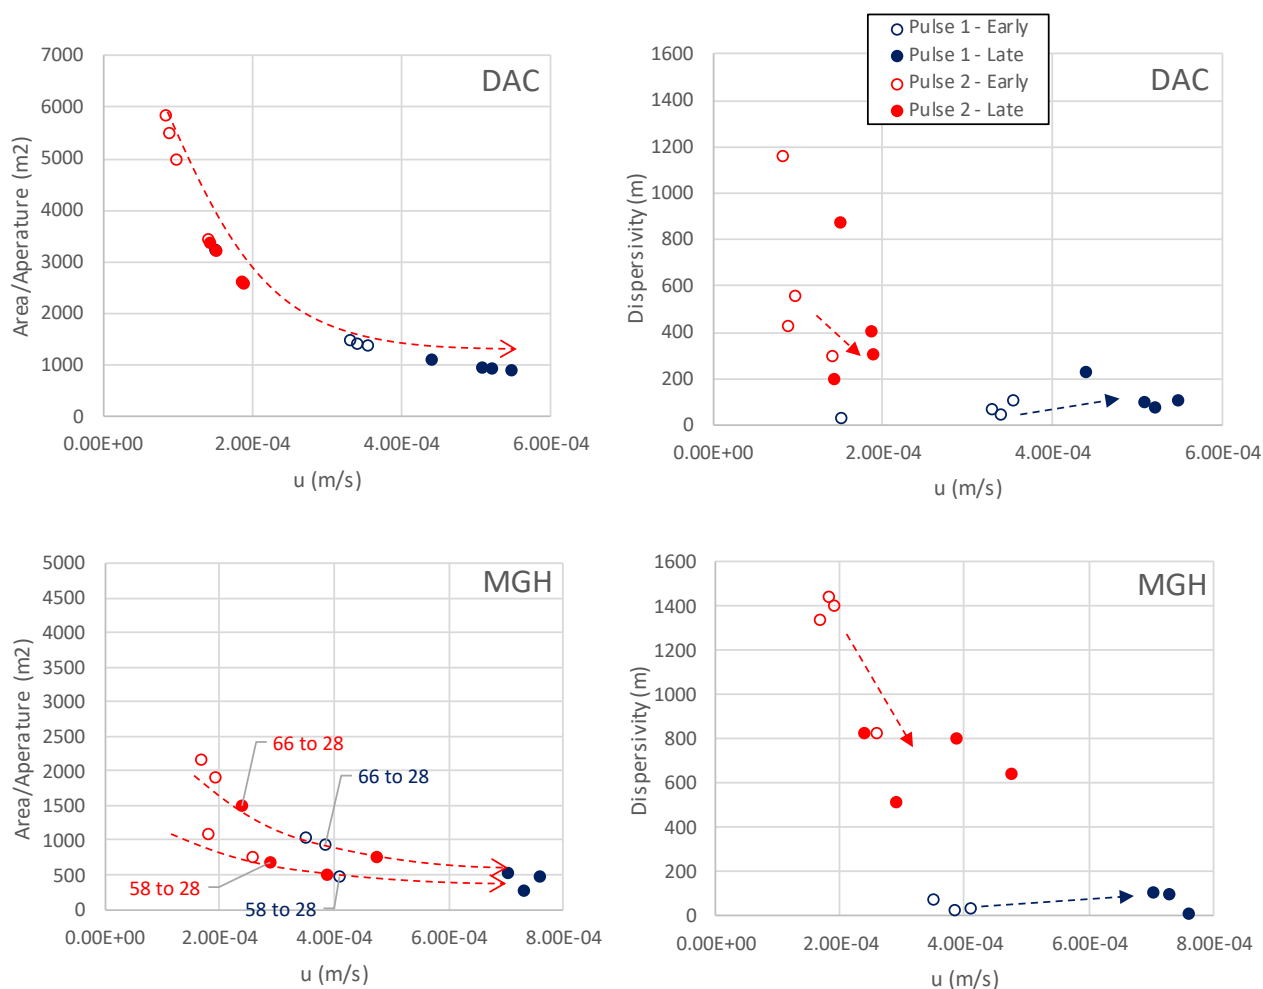 DAC
7000
6000
5000
4000
3000
2000
1000
0
0.00E+00
2.00E-04
4.00E-04
6.00E-04
Area/Aperature (m2)
u (m/s)
Pulse 1 - Early
Pulse 1 - Late
Pulse 2 - Early
Pulse 2 - Late
DAC
1600
1400
1200
1000
800
600
400
200
0
0.00E+00
2.00E-04
4.00E-04
6.00E-04
Dispersivity (m)
u (m/s)
MGH
5000
4500
4000
3500
3000
2500
2000
1500
1000
500
0
66 to 28
66 to 28
58 to 28
58 to 28
0.00E+00
2.00E-04
4.00E-04
6.00E-04
8.00E-04
Area/Aperature (m2)
u (m/s)
MGH
1600
1400
1200
1000
800
600
400
200
0
0.00E+00
2.00E-04
4.00E-04
6.00E-04
8.00E-04
Dispersivity (m)
u (m/s)